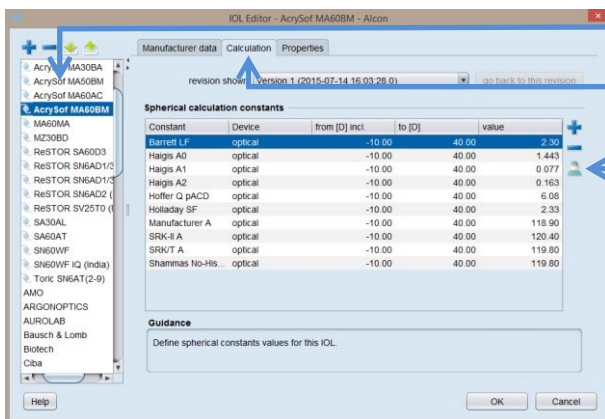 IOL Editor - AcrySof MA60BM - Alcon
Manufacturer data Calculation Properties
AcrySof MA30BA
AcrySof MA50BM
AcrySof MA60AC
AcrySof MA60BM
MA60MA
MZ30BD
ReSTOR SA60D3
ReSTOR SN6AD1/3
ReSTOR SN6AD1/3
ReSTOR SN6AD2 (
ReSTOR SV25T0 (I
SA30AL
SA60AT
SN60WF
SN60WF IQ (India)
Toric SN6AT(2-9)
AMO
ARGONOPTICS
AUROLAB
Bausch & Lomb
Biotech
Ciba
revision shown Version 1 (2015-07-14 16:03:28.0) go back to this revision
Spherical calculation constants
Constant Device from [D] incl. to [D] value
Barrett LF optical -10.00 40.00 2.30
Haigis A0 optical -10.00 40.00 1.443
Haigis A1 optical -10.00 40.00 0.077
Haigis A2 optical -10.00 40.00 0.163
Hoffer Q pACD optical -10.00 40.00 6.08
Holladay SF optical -10.00 40.00 2.33
Manufacturer A optical -10.00 40.00 118.90
SRK-II A optical -10.00 40.00 120.40
SRK/T A optical -10.00 40.00 119.80
Shammas No-His... optical -10.00 40.00 119.80
Guidance
Define spherical constants values for this IOL.
Help OK Cancel